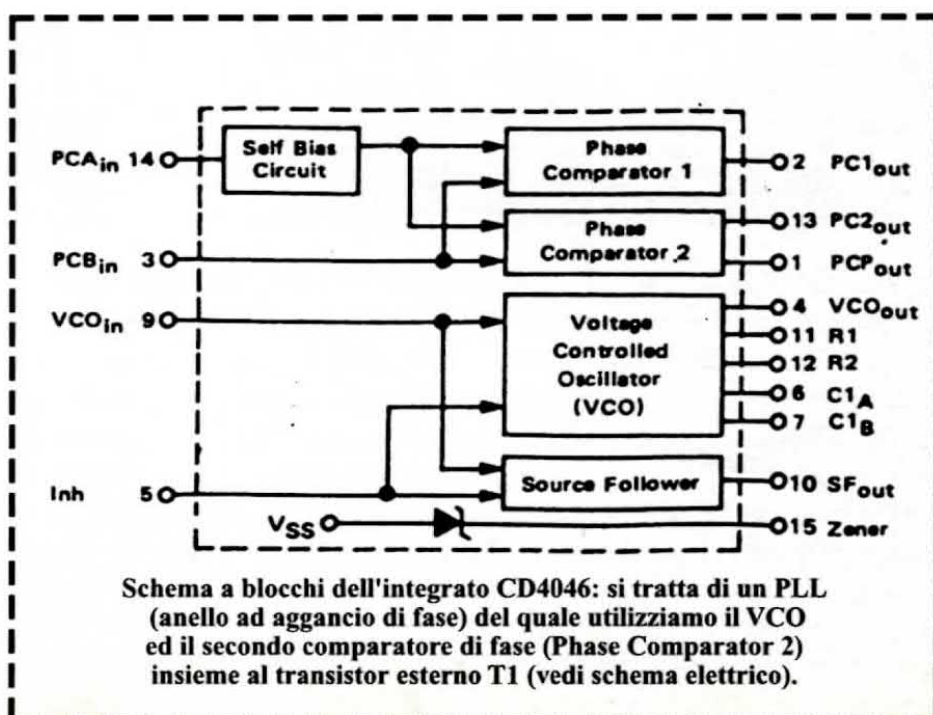 PCAin 14
Self Bias
Circuit
Phase
Comparator 1
2 PC1out
PCBin 3
Phase
Comparator 2
13 PC2out
1 PCPout
VCOin 9
Voltage
Controlled
Oscillator
(VCO)
4 VCOout
11 R1
12 R2
6 C1A
7 C1B
Inh 5
Source Follower
10 SFout
VSS
15 Zener
Schema a blocchi dell'integrato CD4046: si tratta di un PLL
(anello ad aggancio di fase) del quale utilizziamo il VCO
ed il secondo comparatore di fase (Phase Comparator 2)
insieme al transistor esterno T1 (vedi schema elettrico).